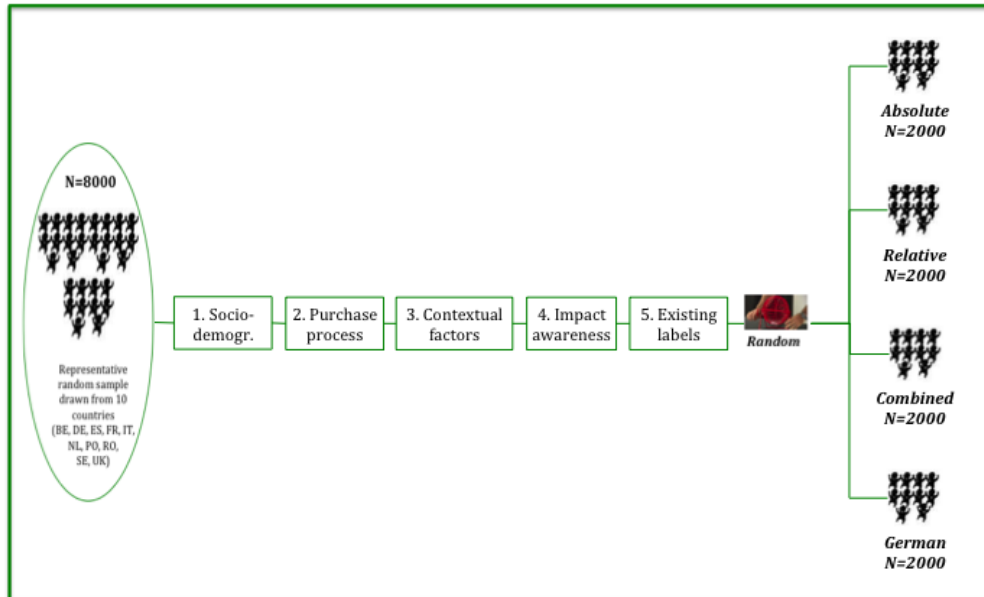 N=8000
Representative
random sample
drawn from 10
countries
(BE, DE, ES, FR, IT,
NL, PO, RO,
SE, UK)
1. Socio-
demogr.
2. Purchase
process
3. Contextual
factors
4. Impact
awareness
5. Existing
labels
Random
Absolute
N=2000
Relative
N=2000
Combined
N=2000
German
N=2000